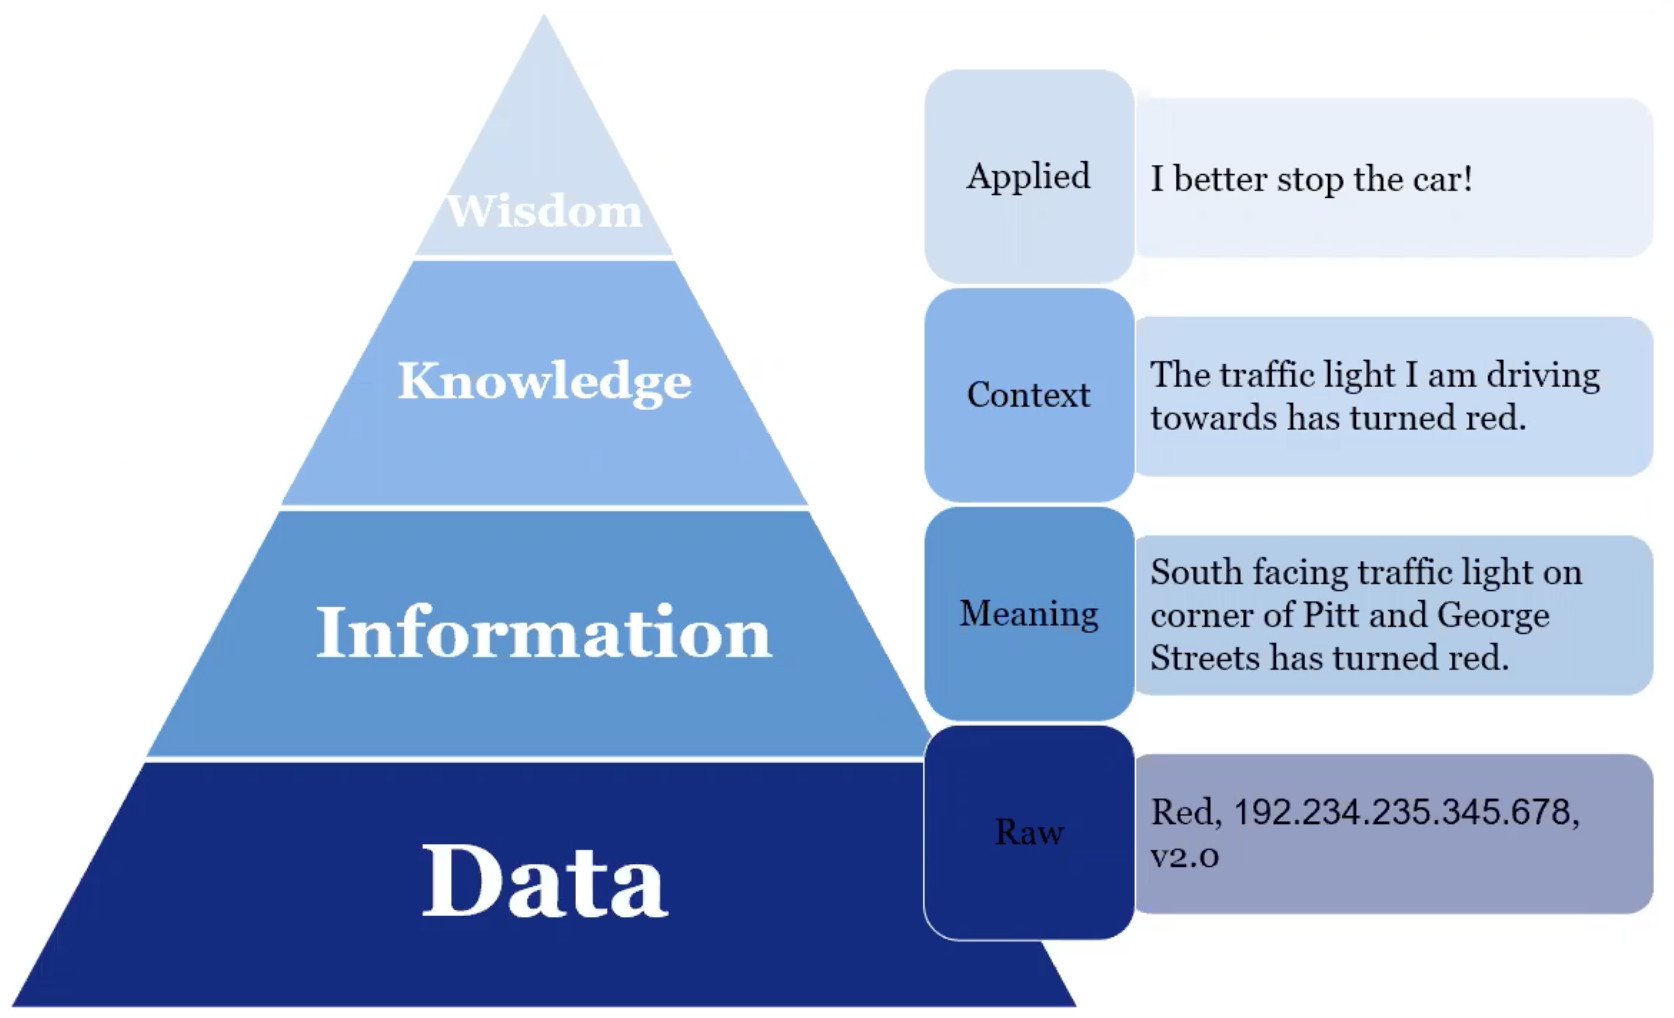 Wisdom
Knowledge
Information
Data
Applied
I better stop the car!
Context
The traffic light I am driving
towards has turned red.
Meaning
South facing traffic light on
corner of Pitt and George
Streets has turned red.
Raw
Red, 192.234.235.345.678,
v2.0